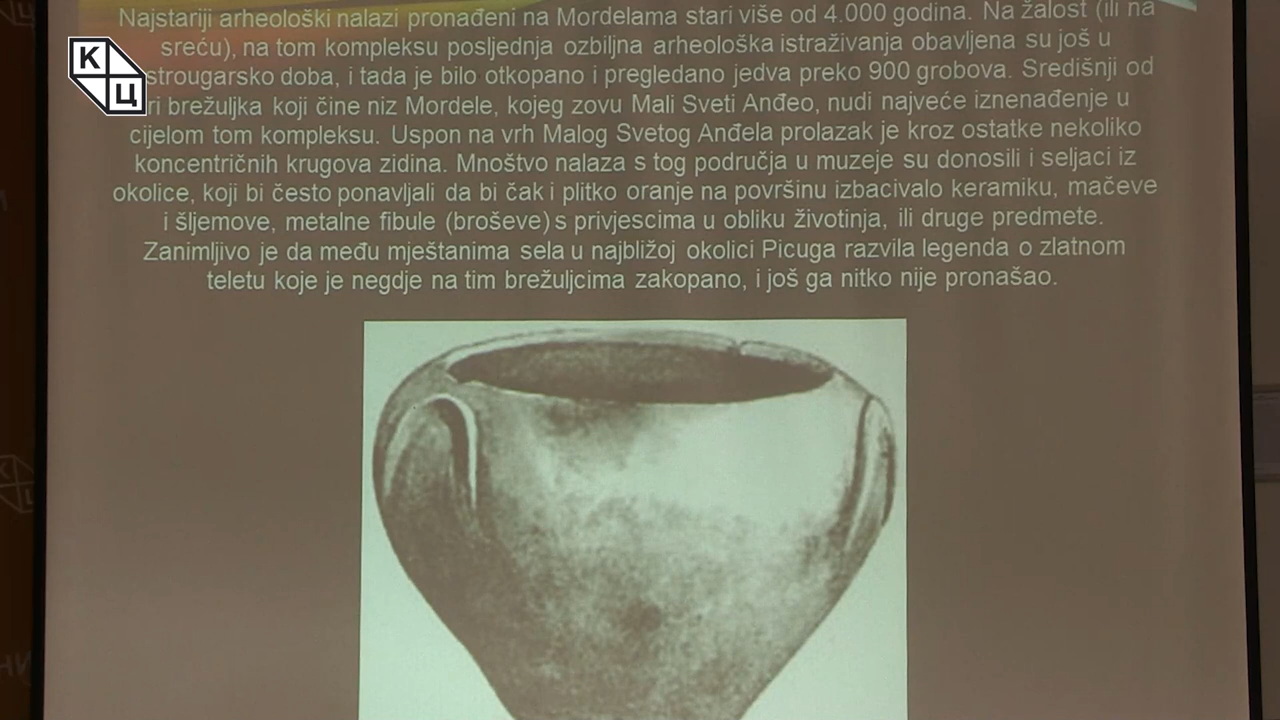 Najstariji arheološki nalazi pronađeni na Mordelama stari više od 4.000 godina. Na žalost (ili na
К
sreću), na tom kompleksu posljednja ozbiljna arheološka istraživanja obavljena su još u
Ц
strougarsko doba, i tada je bilo otkopano i pregledano jedva preko 900 grobova. Središnji od
ri brežuljka koji čine niz Mordele, kojeg zovu Mali Sveti Anđeo, nudi najveće iznenađenje u
cijelom tom kompleksu. Uspon na vrh Malog Svetog Anđela prolazak je kroz ostatke nekoliko
koncentričnih krugova zidina. Mnoštvo nalaza s tog područja u muzeje su donosili i seljaci iz
okolice, koji bi često ponavljali da bi čak i plitko oranje na površinu izbacivalo keramiku, mačeve
i šljemove, metalne fibule (broševe) s privjescima u obliku životinja, ili druge predmete.
Zanimljivo je da među mještanima sela u najbližoj okolici Picuga razvila legenda o zlatnom
teletu koje je negdje na tim brežuljcima zakopano, i još ga nitko nije pronašao.